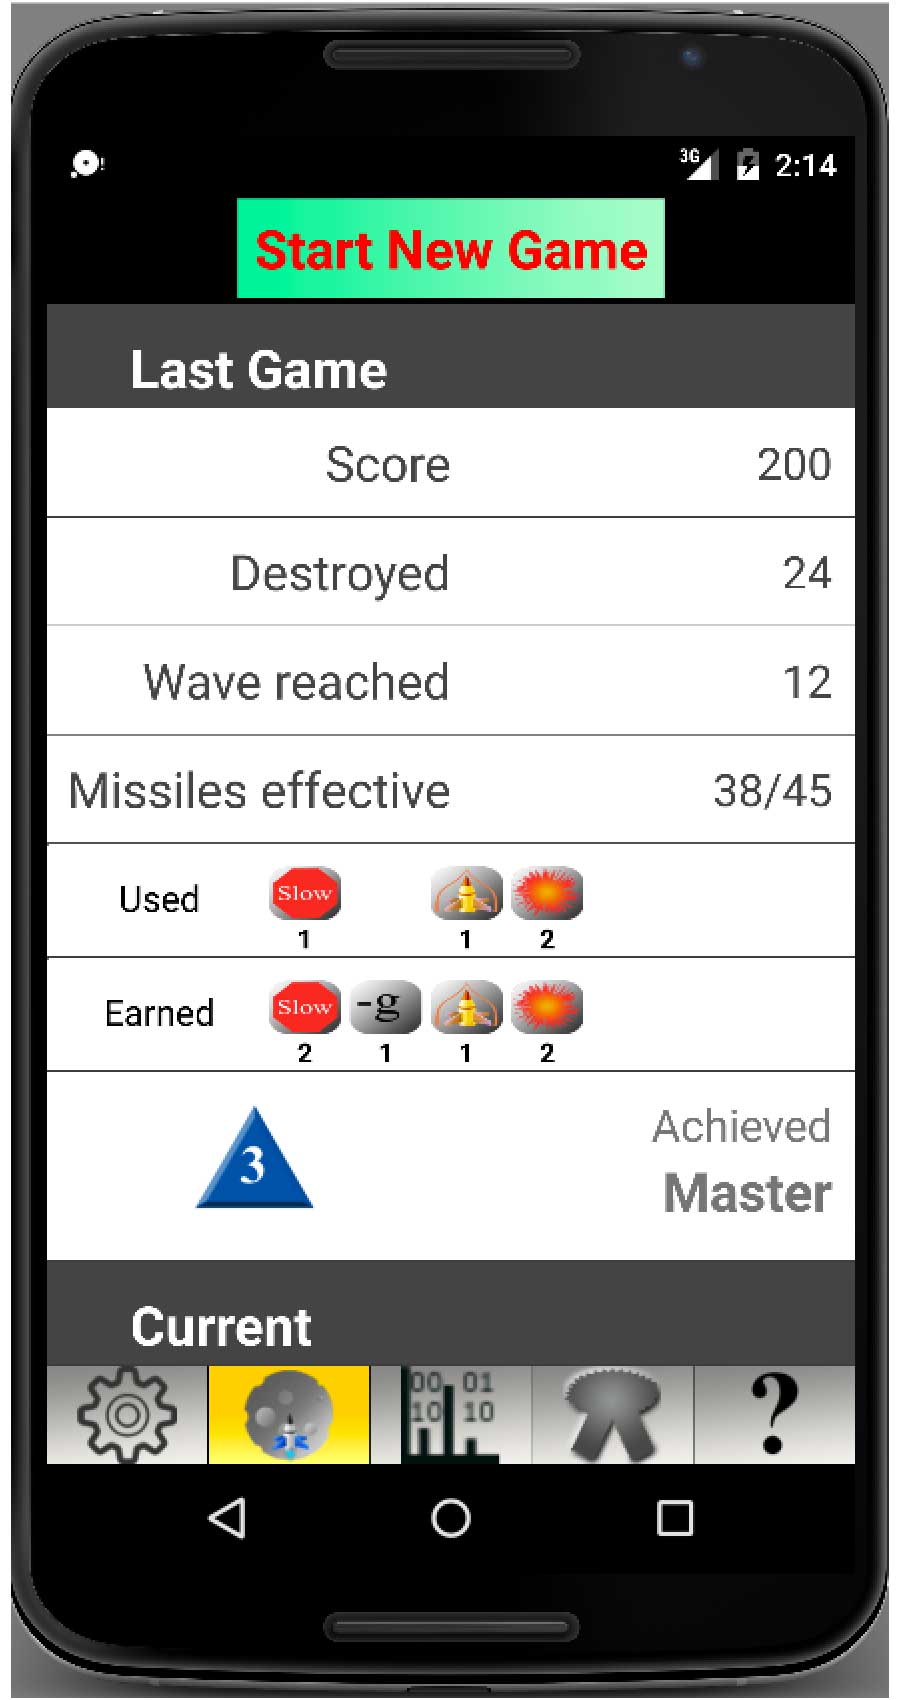 3G 2:14
Start New Game
Last Game
Score 200
Destroyed 24
Wave reached 12
Missiles effective 38/45
Used Slow
1 1 2
Earned Slow -g
2 1 1 2
3
Achieved
Master
Current
00 01
10 10
?